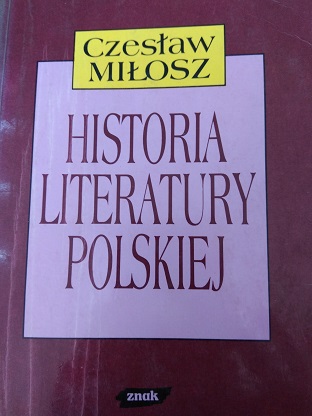 Czesław
MIŁOSZ
HISTORIA
LITERATURY
POLSKIEJ
znak